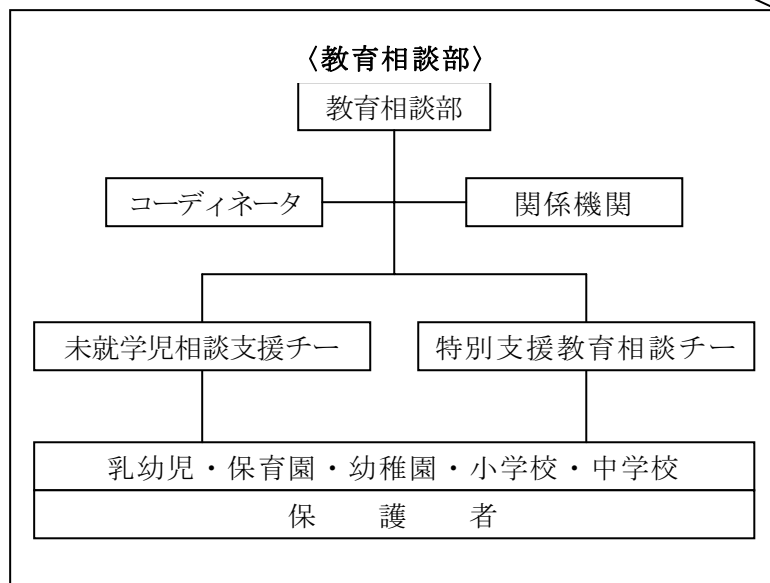 〈教育相談部〉
教育相談部
コーディネータ
関係機関
未就学児相談支援チー
特別支援教育相談チー
乳幼児・保育園・幼稚園・小学校・中学校
保 護 者